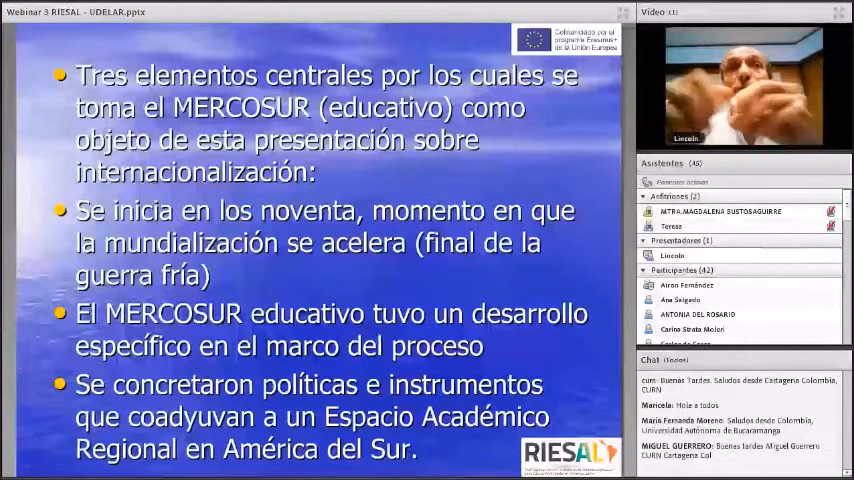 Webinar 3 RIESAL - UDELAR.pptx
Cofinanciado por el
programa Erasmus+
de la Unión Europea
Tres elementos centrales por los cuales se
toma el MERCOSUR (educativo) como
objeto de esta presentación sobre
internacionalización:
Se inicia en los noventa, momento en que
la mundialización se acelera (final de la
guerra fría)
El MERCOSUR educativo tuvo un desarrollo
específico en el marco del proceso
Se concretaron políticas e instrumentos
que coadyuvan a un Espacio Académico
Regional en América del Sur.
RIESAL
Vídeo (1)
Lincoln
Asistentes (45)
Anfitriones (2)
MTRA.MAGDALENA BUSTOSAGUIRRE
Teresa
Presentadores (1)
Lincoln
Participantes (42)
Airon Fernández
Ana Salgado
ANTONIA DEL ROSARIO
Carina Strata Moleri
Chat (Todos)
curn: Buenas Tardes. Saludos desde Cartagena Colombia,
CURN
Maricela: Hola a todos
María Fernanda Moreno: Saludos desde Colombia,
Universidad Autónoma de Bucaramanga
MIGUEL GUERRERO: Buenas tardes Miguel Guerrero
CURN Cartagena Col